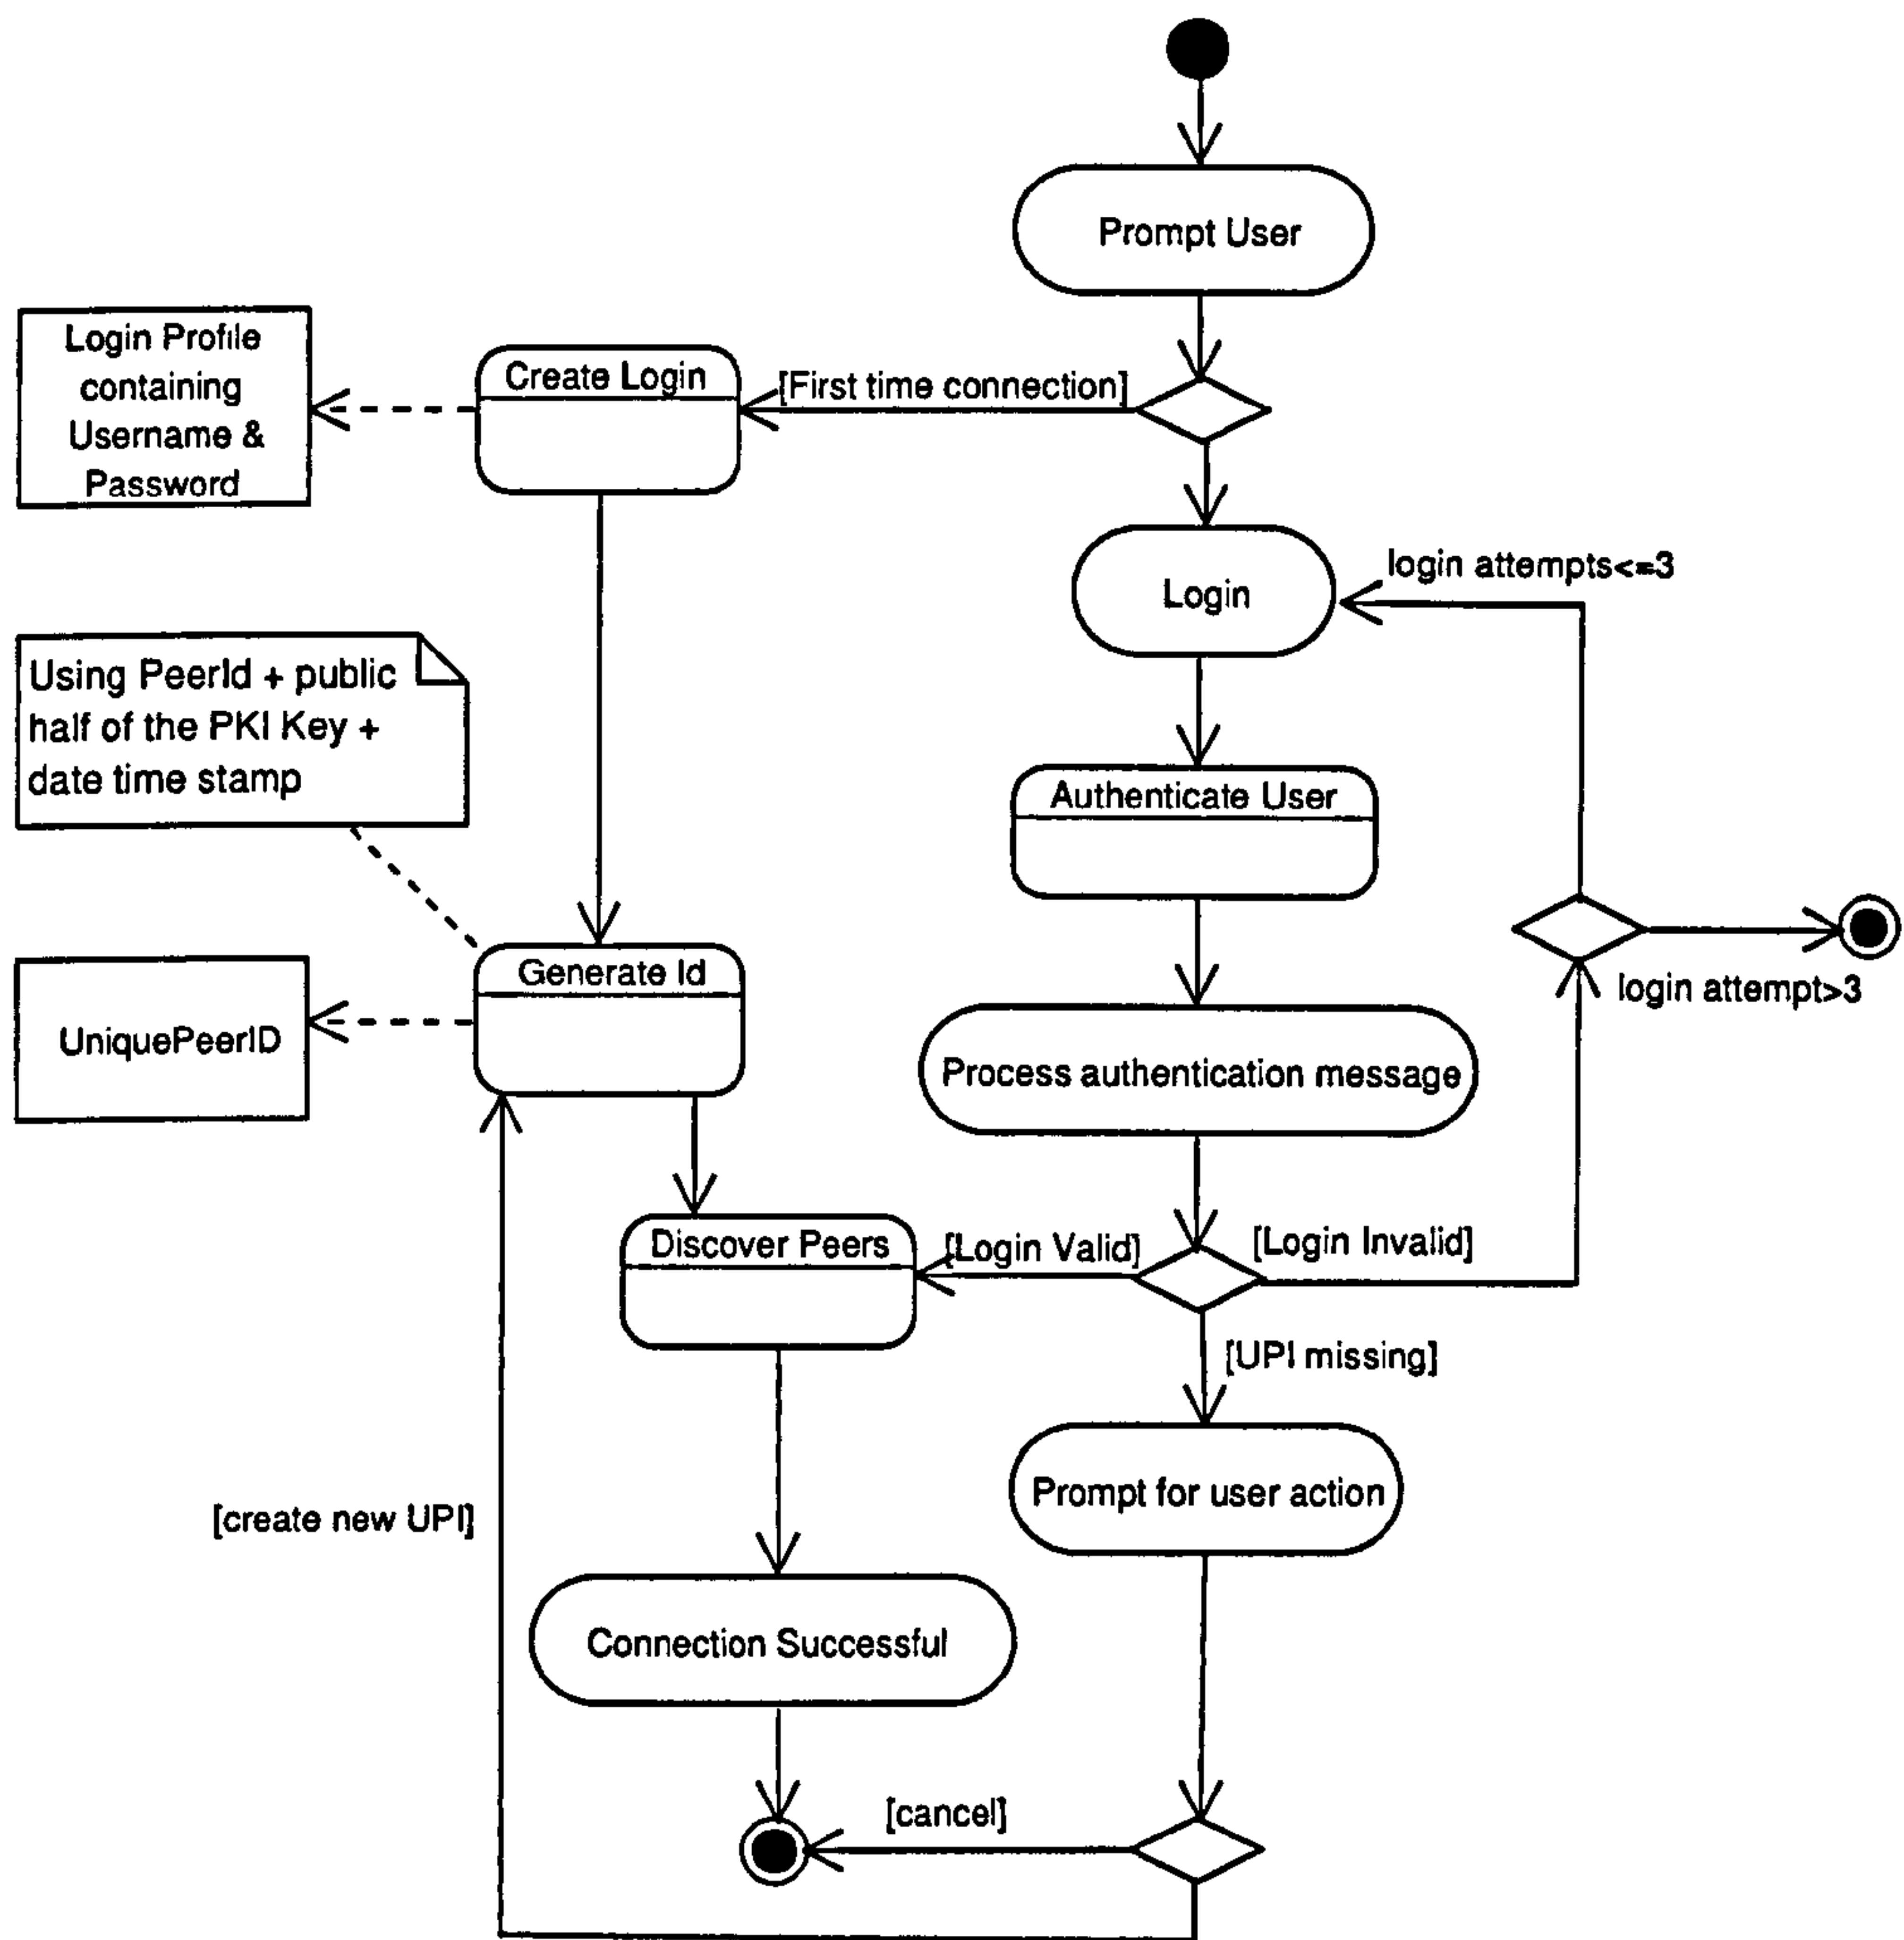 Prompt User
Login Profile
containing
Username &
Password
Create Login
[First time connection]
login attempts<=3
Login
Using PeerId + public
half of the PKI Key +
date time stamp
Authenticate User
Generate Id
login attempt>3
UniquePeerID
Process authentication message
Discover Peers
[Login Valid]
[Login Invalid]
[UPI missing]
Prompt for user action
[create new UPI]
Connection Successful
[cancel]